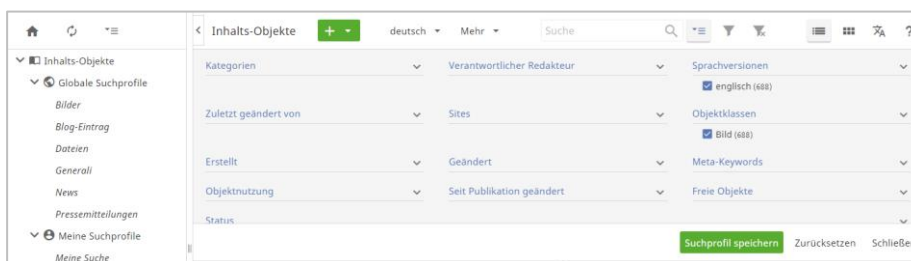 Inhalts-Objekte
deutsch
Mehr
Suche
?
Inhalts-Objekte
Globale Suchprofile
Bilder
Blog-Eintrag
Dateien
Generali
News
Pressemitteilungen
Meine Suchprofile
Meine Suche
Kategorien
Verantwortlicher Redakteur
Sprachversionen
englisch (688)
Zuletzt geändert von
Sites
Objektklassen
Bild (688)
Erstellt
Geändert
Meta-Keywords
Objektnutzung
Seit Publikation geändert
Freie Objekte
Status
Suchprofil speichern
Zurücksetzen